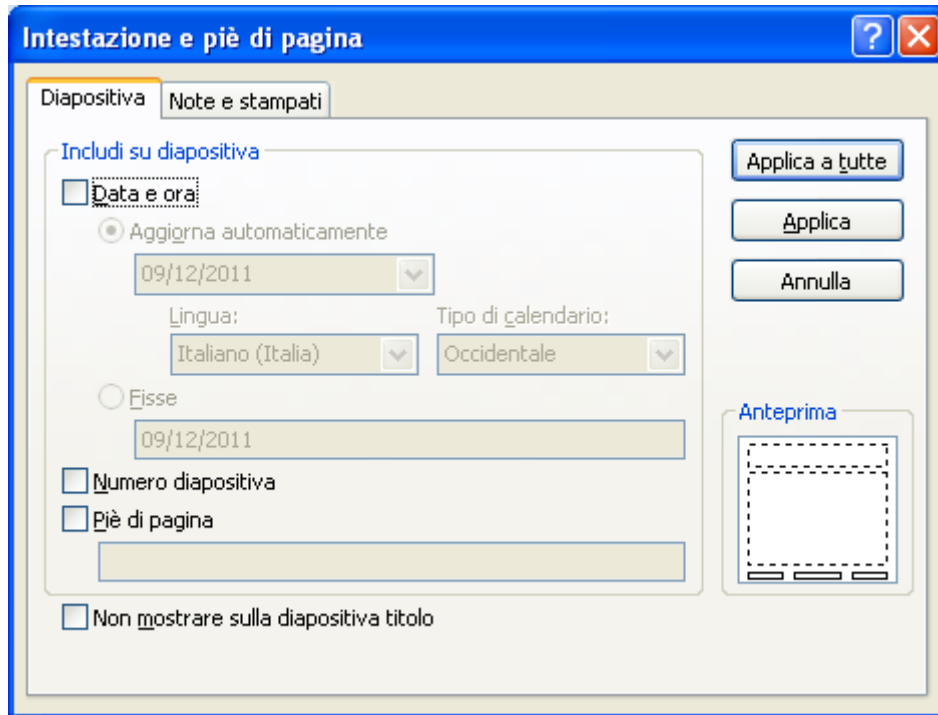 Intestazione e piè di pagina
Diapositiva
Note e stampati
Includi su diapositiva
Data e ora
Aggiorna automaticamente
09/12/2011
Lingua:
Tipo di calendario:
Italiano (Italia)
Occidentale
Fisse
09/12/2011
Numero diapositiva
Piè di pagina
Non mostrare sulla diapositiva titolo
Applica a tutte
Applica
Annulla
Anteprima